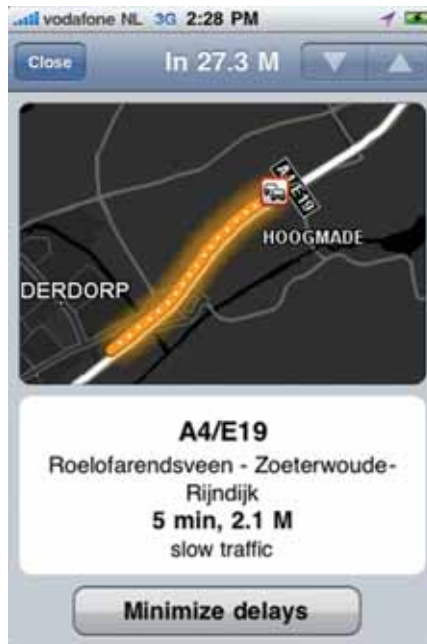 vodafone NL 3G 2:28 PM
Close In 27.3 M
A4/E19
HOOGMADE
DERDORP
A4/E19
Roelofarendsveen - Zoeterwoude-
Rijndijk
5 min, 2.1 M
slow traffic
Minimize delays